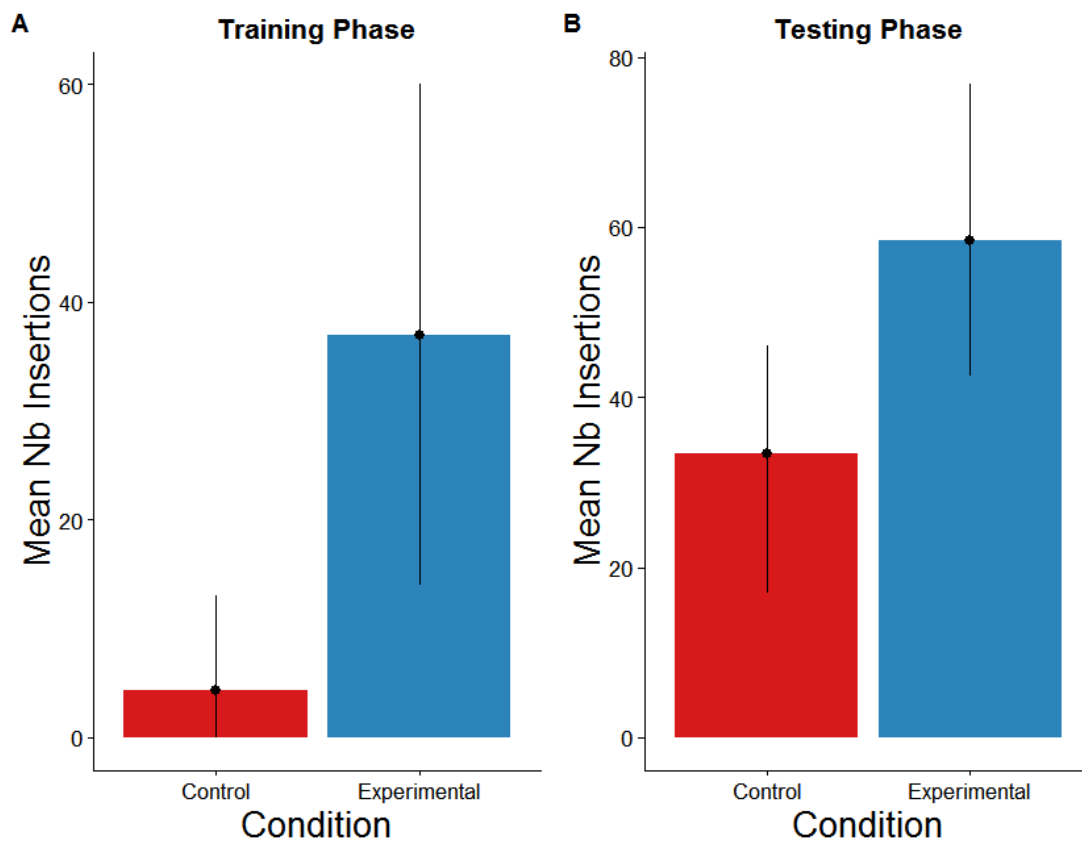 A
Training Phase
Mean Nb Insertions
60
40
20
0
Control
Experimental
Condition
B
Testing Phase
Mean Nb Insertions
80
60
40
20
0
Control
Experimental
Condition